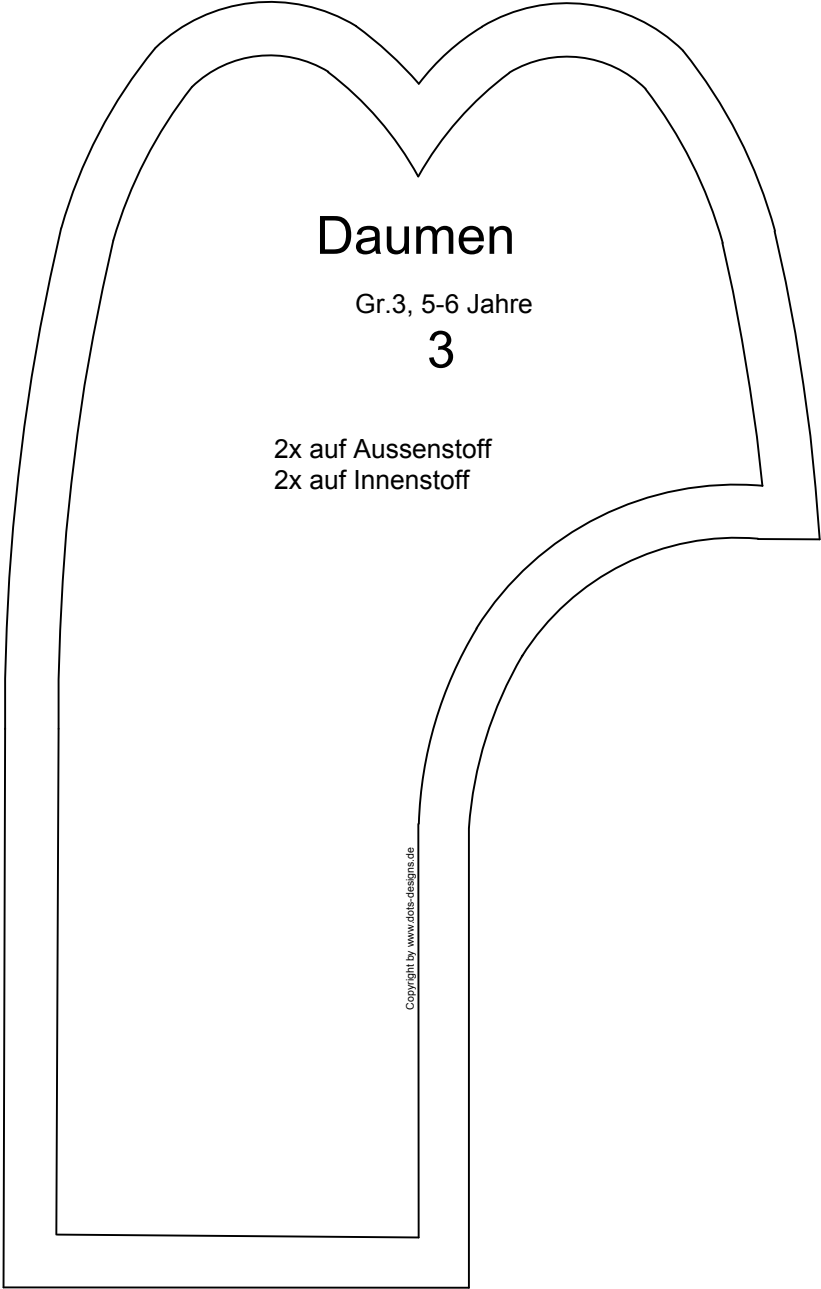 Daumen
Gr.3, 5-6 Jahre
3
2x auf Aussenstoff
2x auf Innenstoff
Copyright by www.dots-designs.de